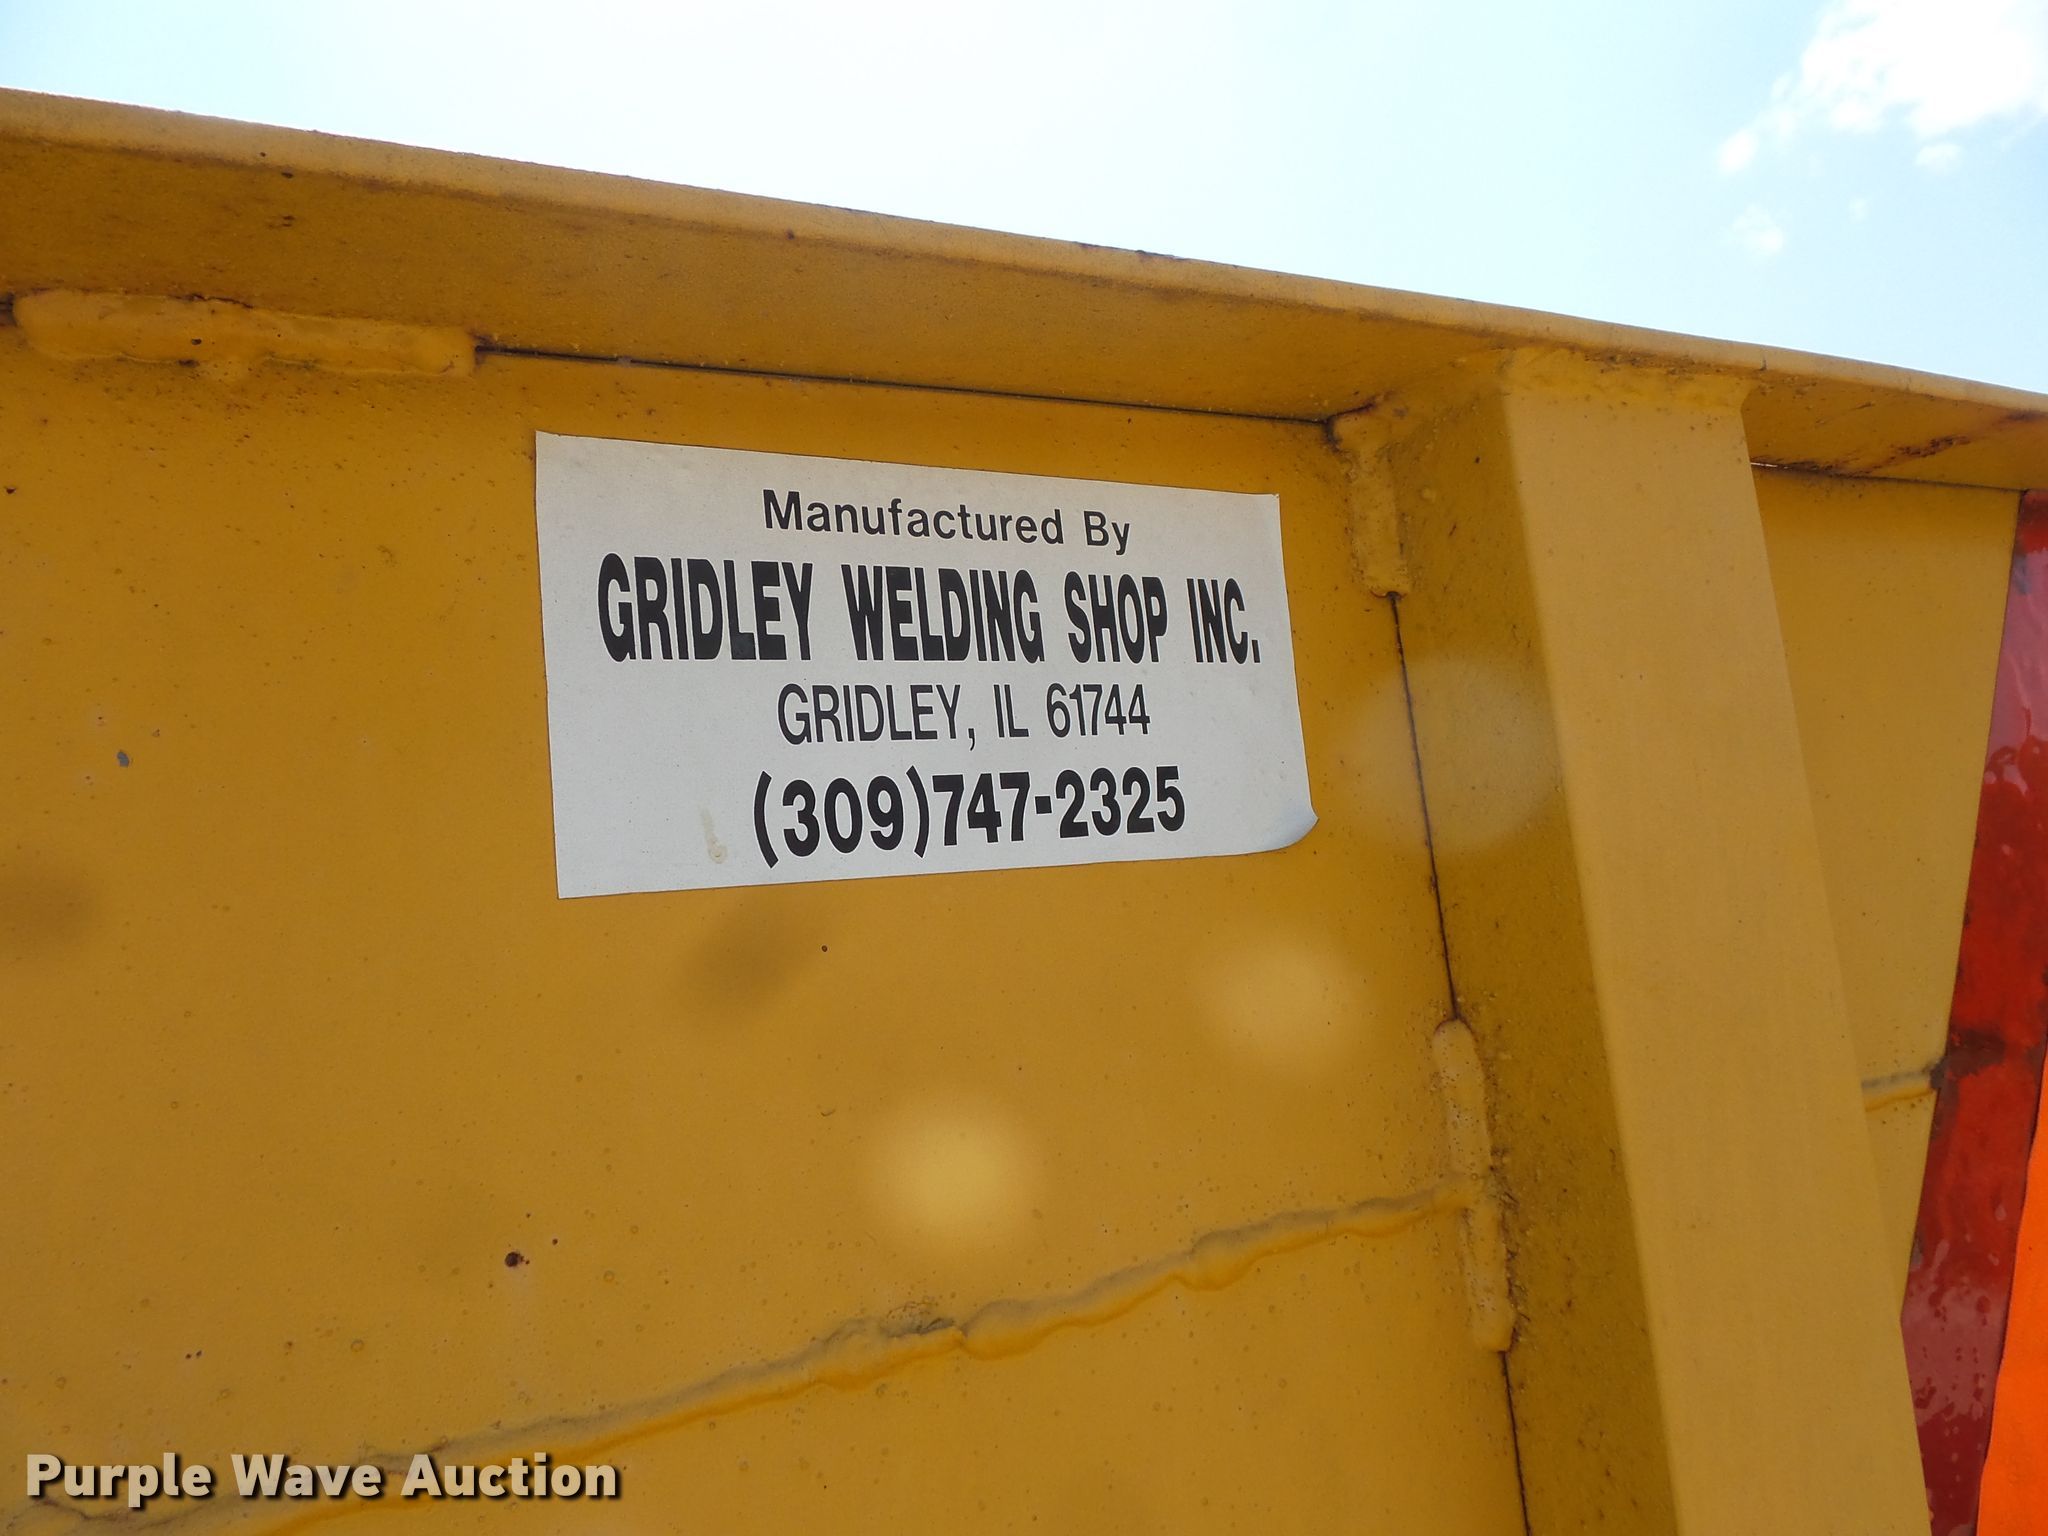 Manufactured By
GRIDLEY WELDING SHOP INC.
GRIDLEY, IL 61744
(309)747-2325
Purple Wave Auction